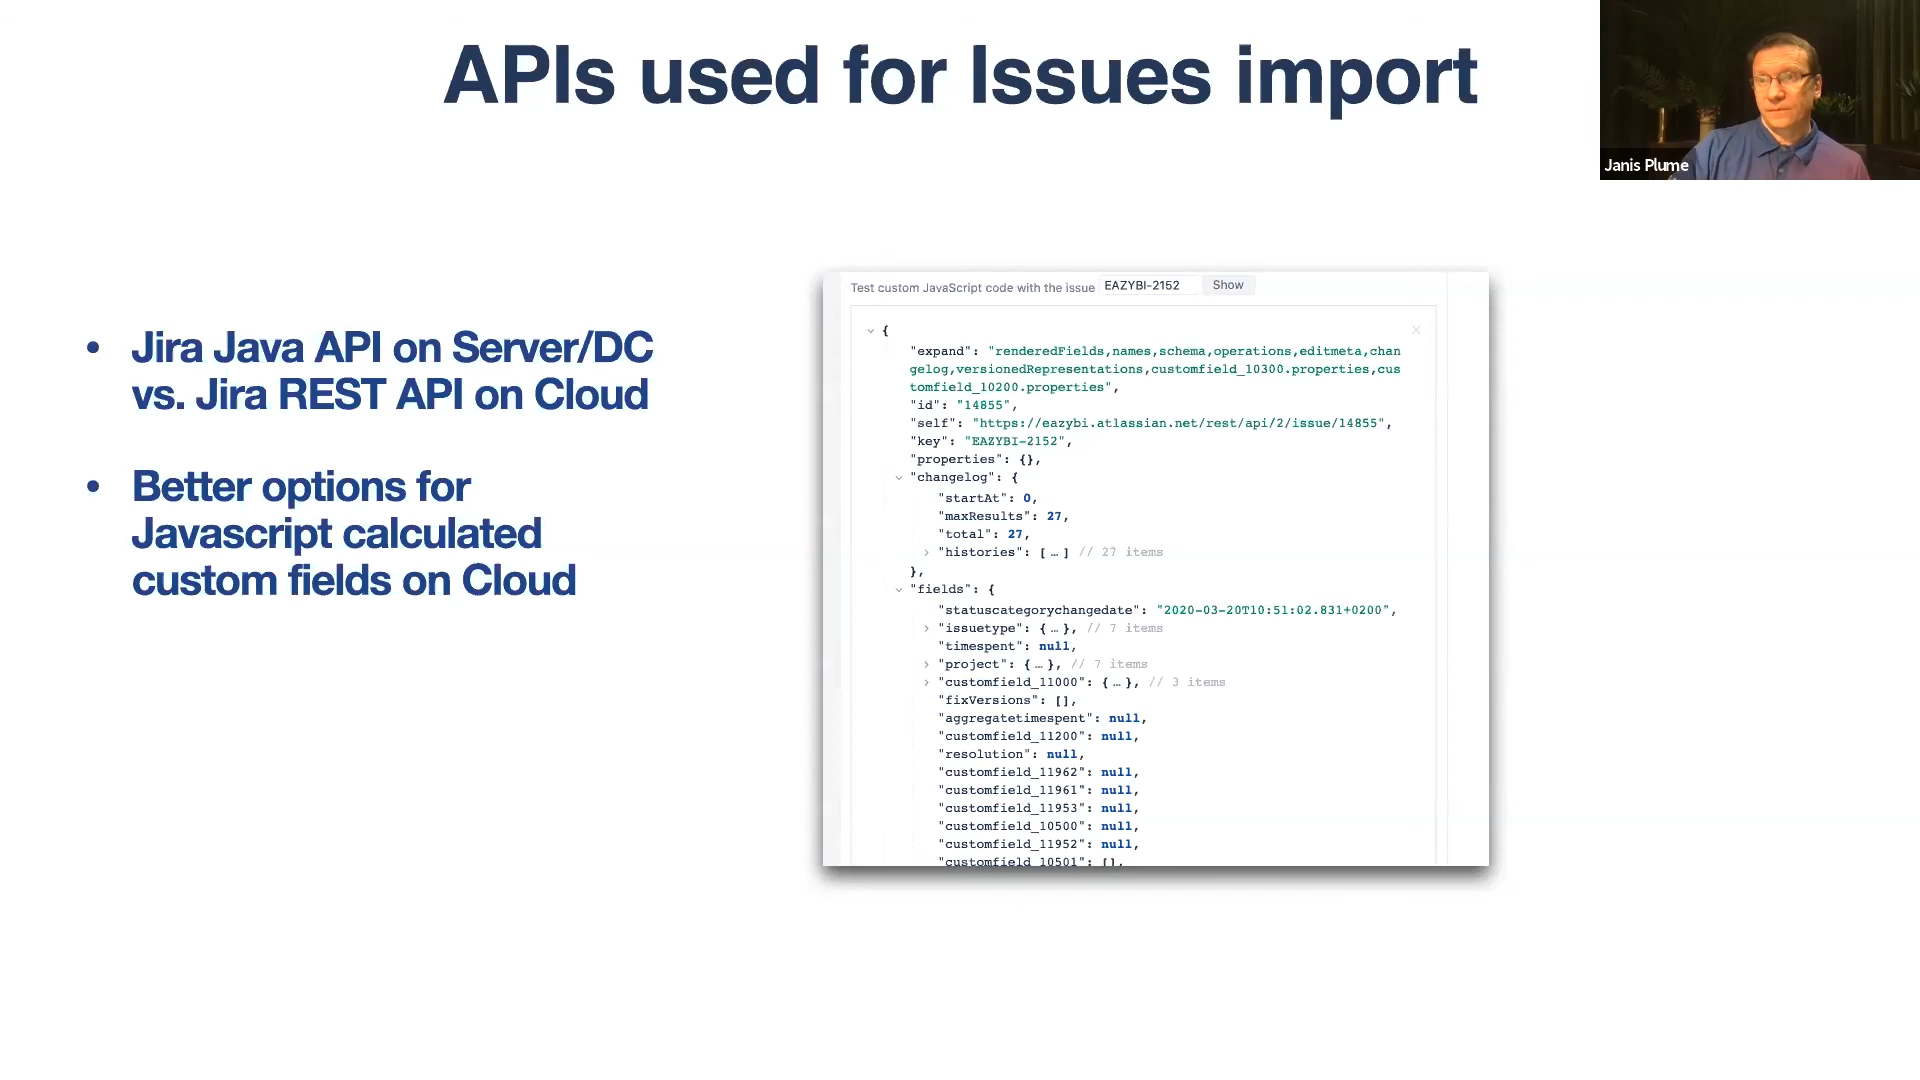 APIs used for Issues import
Janis Plume
• Jira Java API on Server/DC
vs. Jira REST API on Cloud
• Better options for
Javascript calculated
custom fields on Cloud
Test custom JavaScript code with the issue EAZYBI-2152 Show
{
"expand": "renderedFields,names,schema,operations,editmeta,chan
gelog,versionedRepresentations,customfield_10300.properties,cus
tomfield_10200.properties",
"id": "14855",
"self": "https://eazybi.atlassian.net/rest/api/2/issue/14855",
"key": "EAZYBI-2152",
"properties": {},
"changelog": {
"startAt": 0,
"maxResults": 27,
"total": 27,
"histories": [ … ] // 27 items
},
"fields": {
"statuscategorychangedate": "2020-03-20T10:51:02.831+0200",
"issuetype": { … }, // 7 items
"timespent": null,
"project": { … }, // 7 items
"customfield_11000": { … }, // 3 items
"fixVersions": [],
"aggregatetimespent": null,
"customfield_11200": null,
"resolution": null,
"customfield_11962": null,
"customfield_11961": null,
"customfield_11953": null,
"customfield_10500": null,
"customfield_11952": null,
"customfield_10501": [],